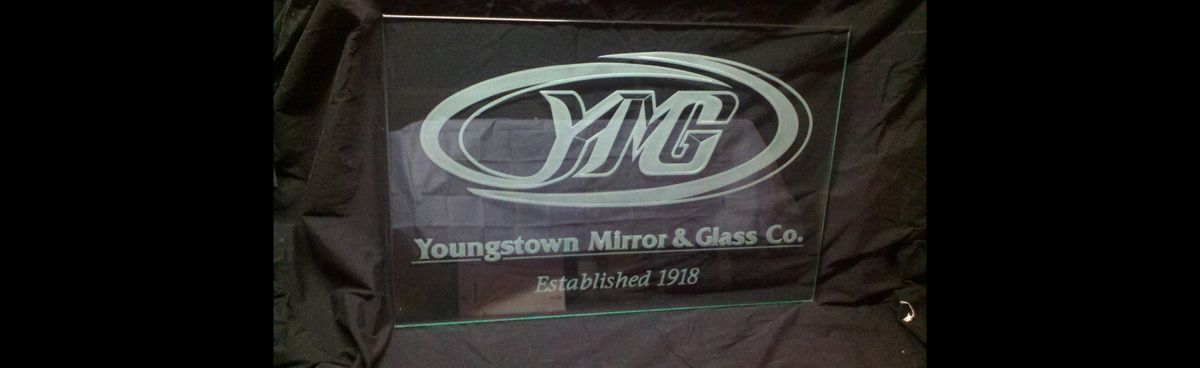 YMG
Youngstown Mirror & Glass Co.
Established 1918